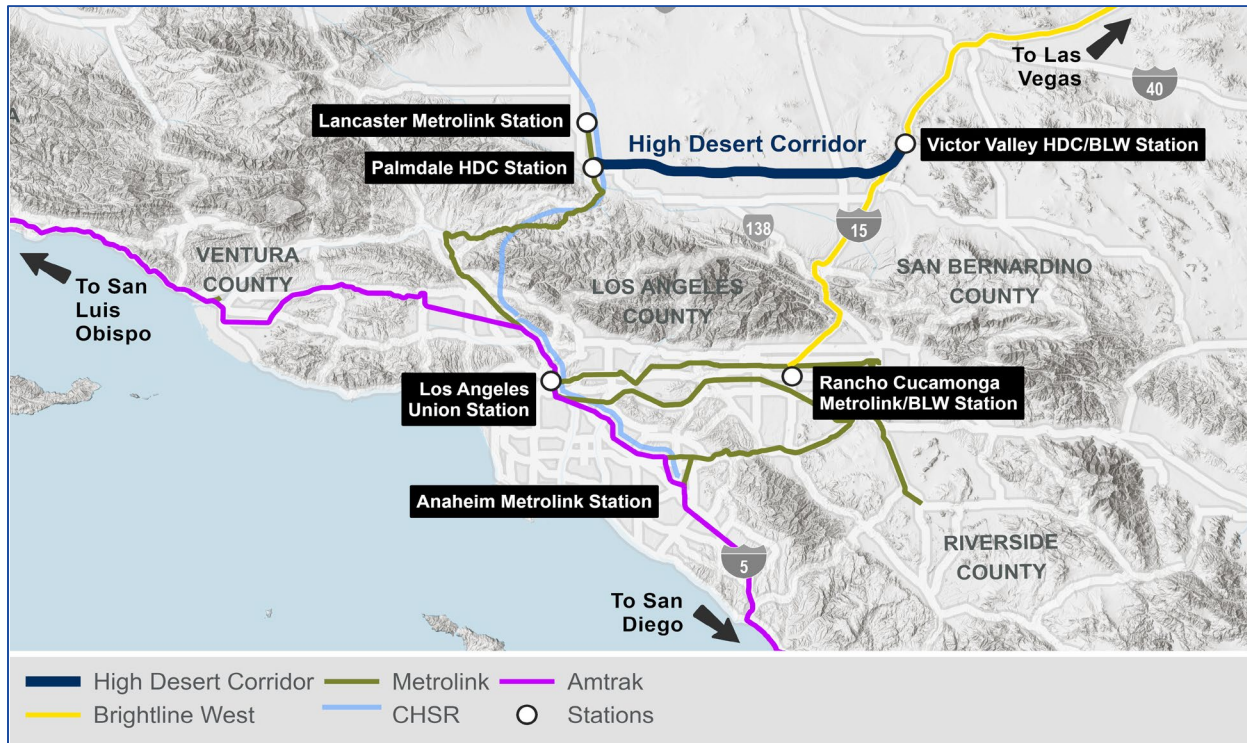 To Las
Vegas
40
Lancaster Metrolink Station
High Desert Corridor
Victor Valley HDC/BLW Station
Palmdale HDC Station
138
15
VENTURA
COUNTY
SAN BERNARDINO
COUNTY
LOS ANGELES
COUNTY
To San
Luis
Obispo
Los Angeles
Union Station
Rancho Cucamonga
Metrolink/BLW Station
Anaheim Metrolink Station
RIVERSIDE
COUNTY
5
To San
Diego
High Desert Corridor
Metrolink
Amtrak
Brightline West
CHSR
Stations